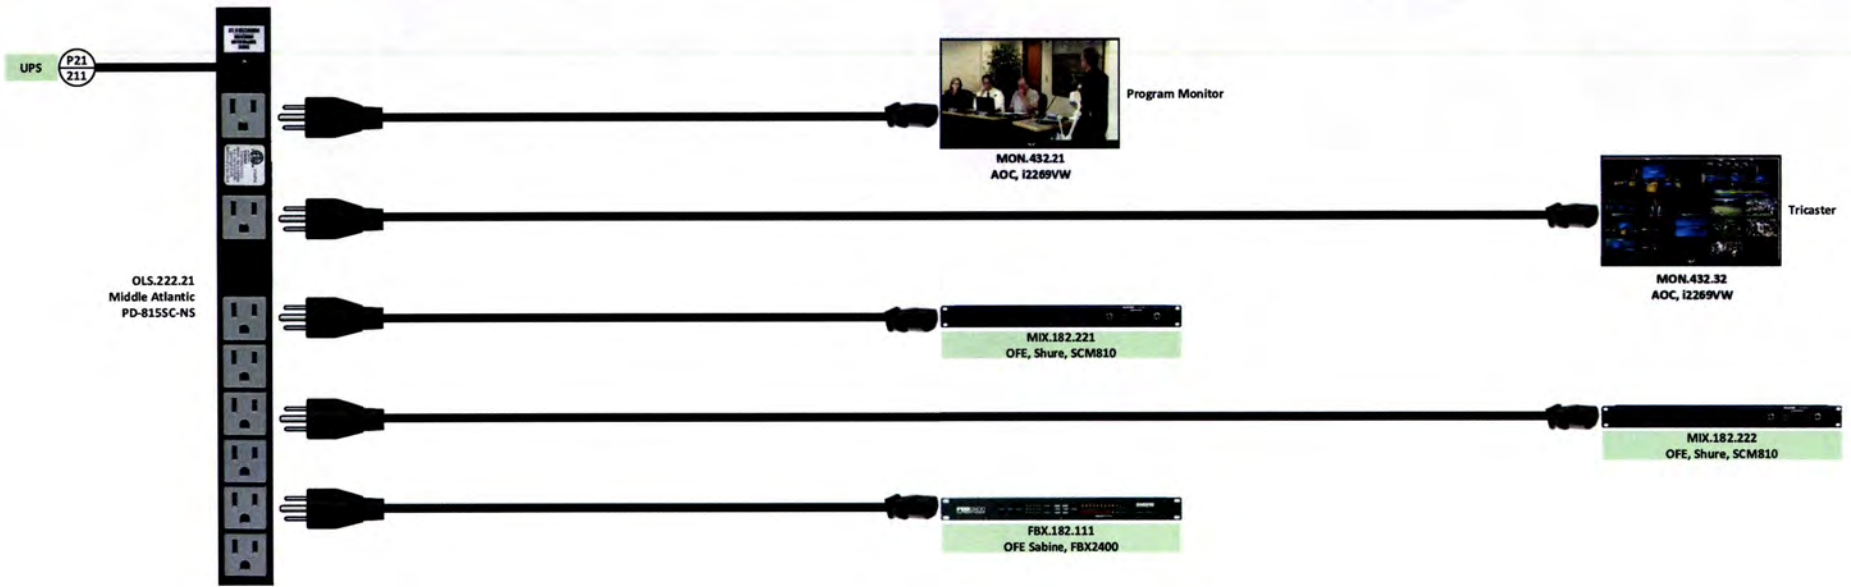 UPS
P21
211
Program Monitor
MON.432.21
AOC, i2269VW
Tricaster
MON.432.32
AOC, i2269VW
OLS.222.21
Middle Atlantic
PD-815SC-NS
MIX.182.221
OFE, Shure, SCM810
MIX.182.222
OFE, Shure, SCM810
FBX.182.111
OFE Sabine, FBX2400